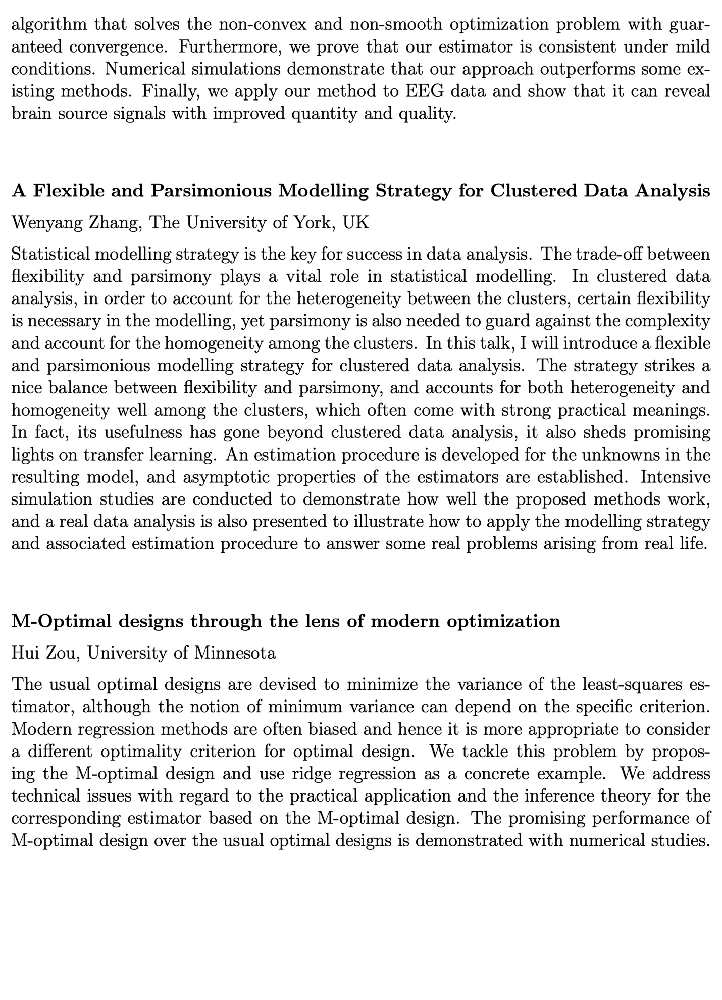 algorithm that solves the non-convex and non-smooth optimization problem with guar-
anteed convergence. Furthermore, we prove that our estimator is consistent under mild
conditions. Numerical simulations demonstrate that our approach outperforms some ex-
isting methods. Finally, we apply our method to EEG data and show that it can reveal
brain source signals with improved quantity and quality.
A Flexible and Parsimonious Modelling Strategy for Clustered Data Analysis
Wenyang Zhang, The University of York, UK
Statistical modelling strategy is the key for success in data analysis. The trade-off between
flexibility and parsimony plays a vital role in statistical modelling. In clustered data
analysis, in order to account for the heterogeneity between the clusters, certain flexibility
is necessary in the modelling, yet parsimony is also needed to guard against the complexity
and account for the homogeneity among the clusters. In this talk, I will introduce a flexible
and parsimonious modelling strategy for clustered data analysis. The strategy strikes a
nice balance between flexibility and parsimony, and accounts for both heterogeneity and
homogeneity well among the clusters, which often come with strong practical meanings.
In fact, its usefulness has gone beyond clustered data analysis, it also sheds promising
lights on transfer learning. An estimation procedure is developed for the unknowns in the
resulting model, and asymptotic properties of the estimators are established. Intensive
simulation studies are conducted to demonstrate how well the proposed methods work,
and a real data analysis is also presented to illustrate how to apply the modelling strategy
and associated estimation procedure to answer some real problems arising from real life.
M-Optimal designs through the lens of modern optimization
Hui Zou, University of Minnesota
The usual optimal designs are devised to minimize the variance of the least-squares es-
timator, although the notion of minimum variance can depend on the specific criterion.
Modern regression methods are often biased and hence it is more appropriate to consider
a different optimality criterion for optimal design. We tackle this problem by propos-
ing the M-optimal design and use ridge regression as a concrete example. We address
technical issues with regard to the practical application and the inference theory for the
corresponding estimator based on the M-optimal design. The promising performance of
M-optimal design over the usual optimal designs is demonstrated with numerical studies.